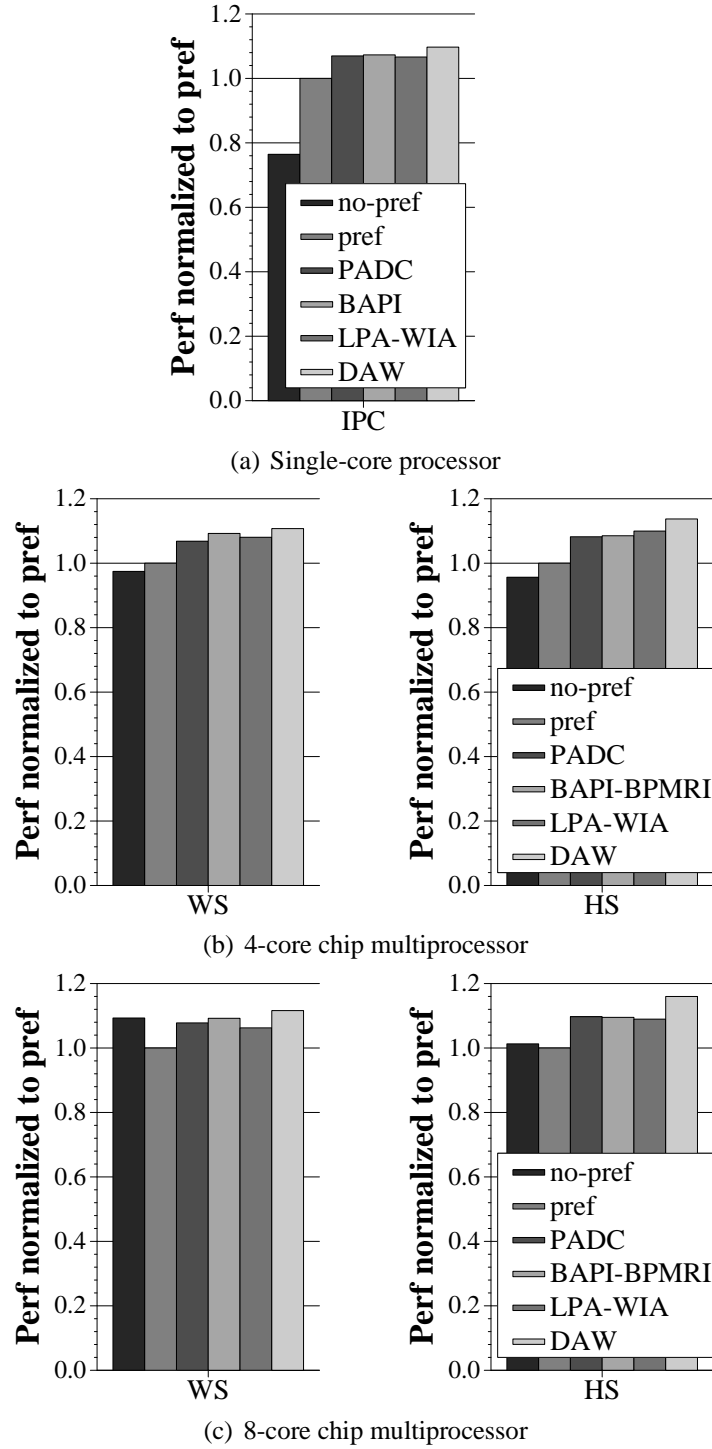 Perf normalized to pref
1.2
1.0
0.8
0.6
0.4
0.2
0.0
no-pref
pref
PADC
BAPI
LPA-WIA
DAW
IPC
(a) Single-core processor
Perf normalized to pref
1.2
1.0
0.8
0.6
0.4
0.2
0.0
WS
Perf normalized to pref
1.2
1.0
0.8
0.6
0.4
0.2
0.0
no-pref
pref
PADC
BAPI-BPMRI
LPA-WIA
DAW
HS
(b) 4-core chip multiprocessor
Perf normalized to pref
1.2
1.0
0.8
0.6
0.4
0.2
0.0
WS
Perf normalized to pref
1.2
1.0
0.8
0.6
0.4
0.2
0.0
no-pref
pref
PADC
BAPI-BPMRI
LPA-WIA
DAW
HS
(c) 8-core chip multiprocessor